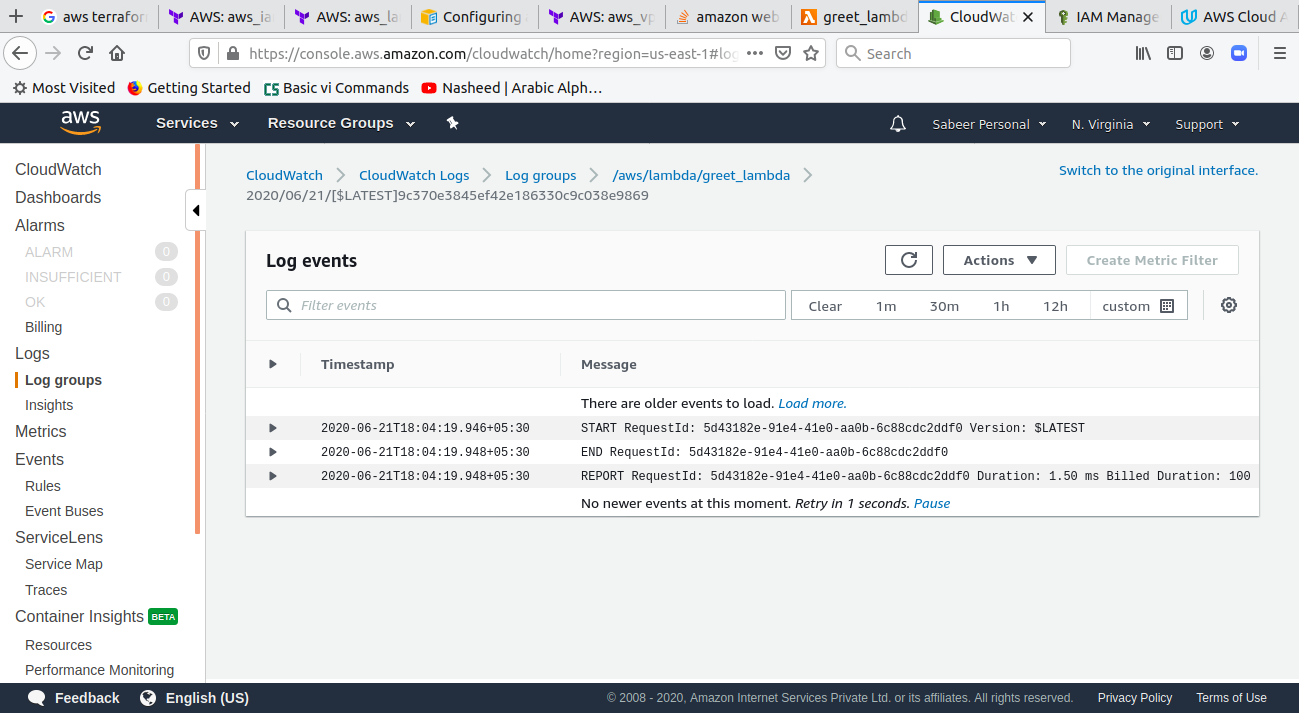 aws terrafor
AWS: aws_ia
AWS: aws_la
Configuring
AWS: aws_vp
amazon web
greet_lambd
CloudWat
IAM Manage
AWS Cloud A
https://console.aws.amazon.com/cloudwatch/home?region=us-east-1#log
Search
Most Visited
Getting Started
CS Basic vi Commands
Nasheed | Arabic Alph…
aws
Services
Resource Groups
Sabeer Personal
N. Virginia
Support
CloudWatch
Dashboards
Alarms
ALARM 0
INSUFFICIENT 0
OK 0
Billing
Logs
Log groups
Insights
Metrics
Events
Rules
Event Buses
ServiceLens
Service Map
Traces
Container Insights BETA
Resources
Performance Monitoring
CloudWatch
CloudWatch Logs
Log groups
/aws/lambda/greet_lambda
2020/06/21/[$LATEST]9c370e3845ef42e186330c9c038e9869
Switch to the original interface.
Log events
Actions
Create Metric Filter
Filter events
Clear 1m 30m 1h 12h custom
Timestamp Message
There are older events to load. Load more.
2020-06-21T18:04:19.946+05:30 START RequestId: 5d43182e-91e4-41e0-aa0b-6c88cdc2ddf0 Version: $LATEST
2020-06-21T18:04:19.948+05:30 END RequestId: 5d43182e-91e4-41e0-aa0b-6c88cdc2ddf0
2020-06-21T18:04:19.948+05:30 REPORT RequestId: 5d43182e-91e4-41e0-aa0b-6c88cdc2ddf0 Duration: 1.50 ms Billed Duration: 100
No newer events at this moment. Retry in 1 seconds. Pause
Feedback
English (US)
© 2008 - 2020, Amazon Internet Services Private Ltd. or its affiliates. All rights reserved.
Privacy Policy
Terms of Use